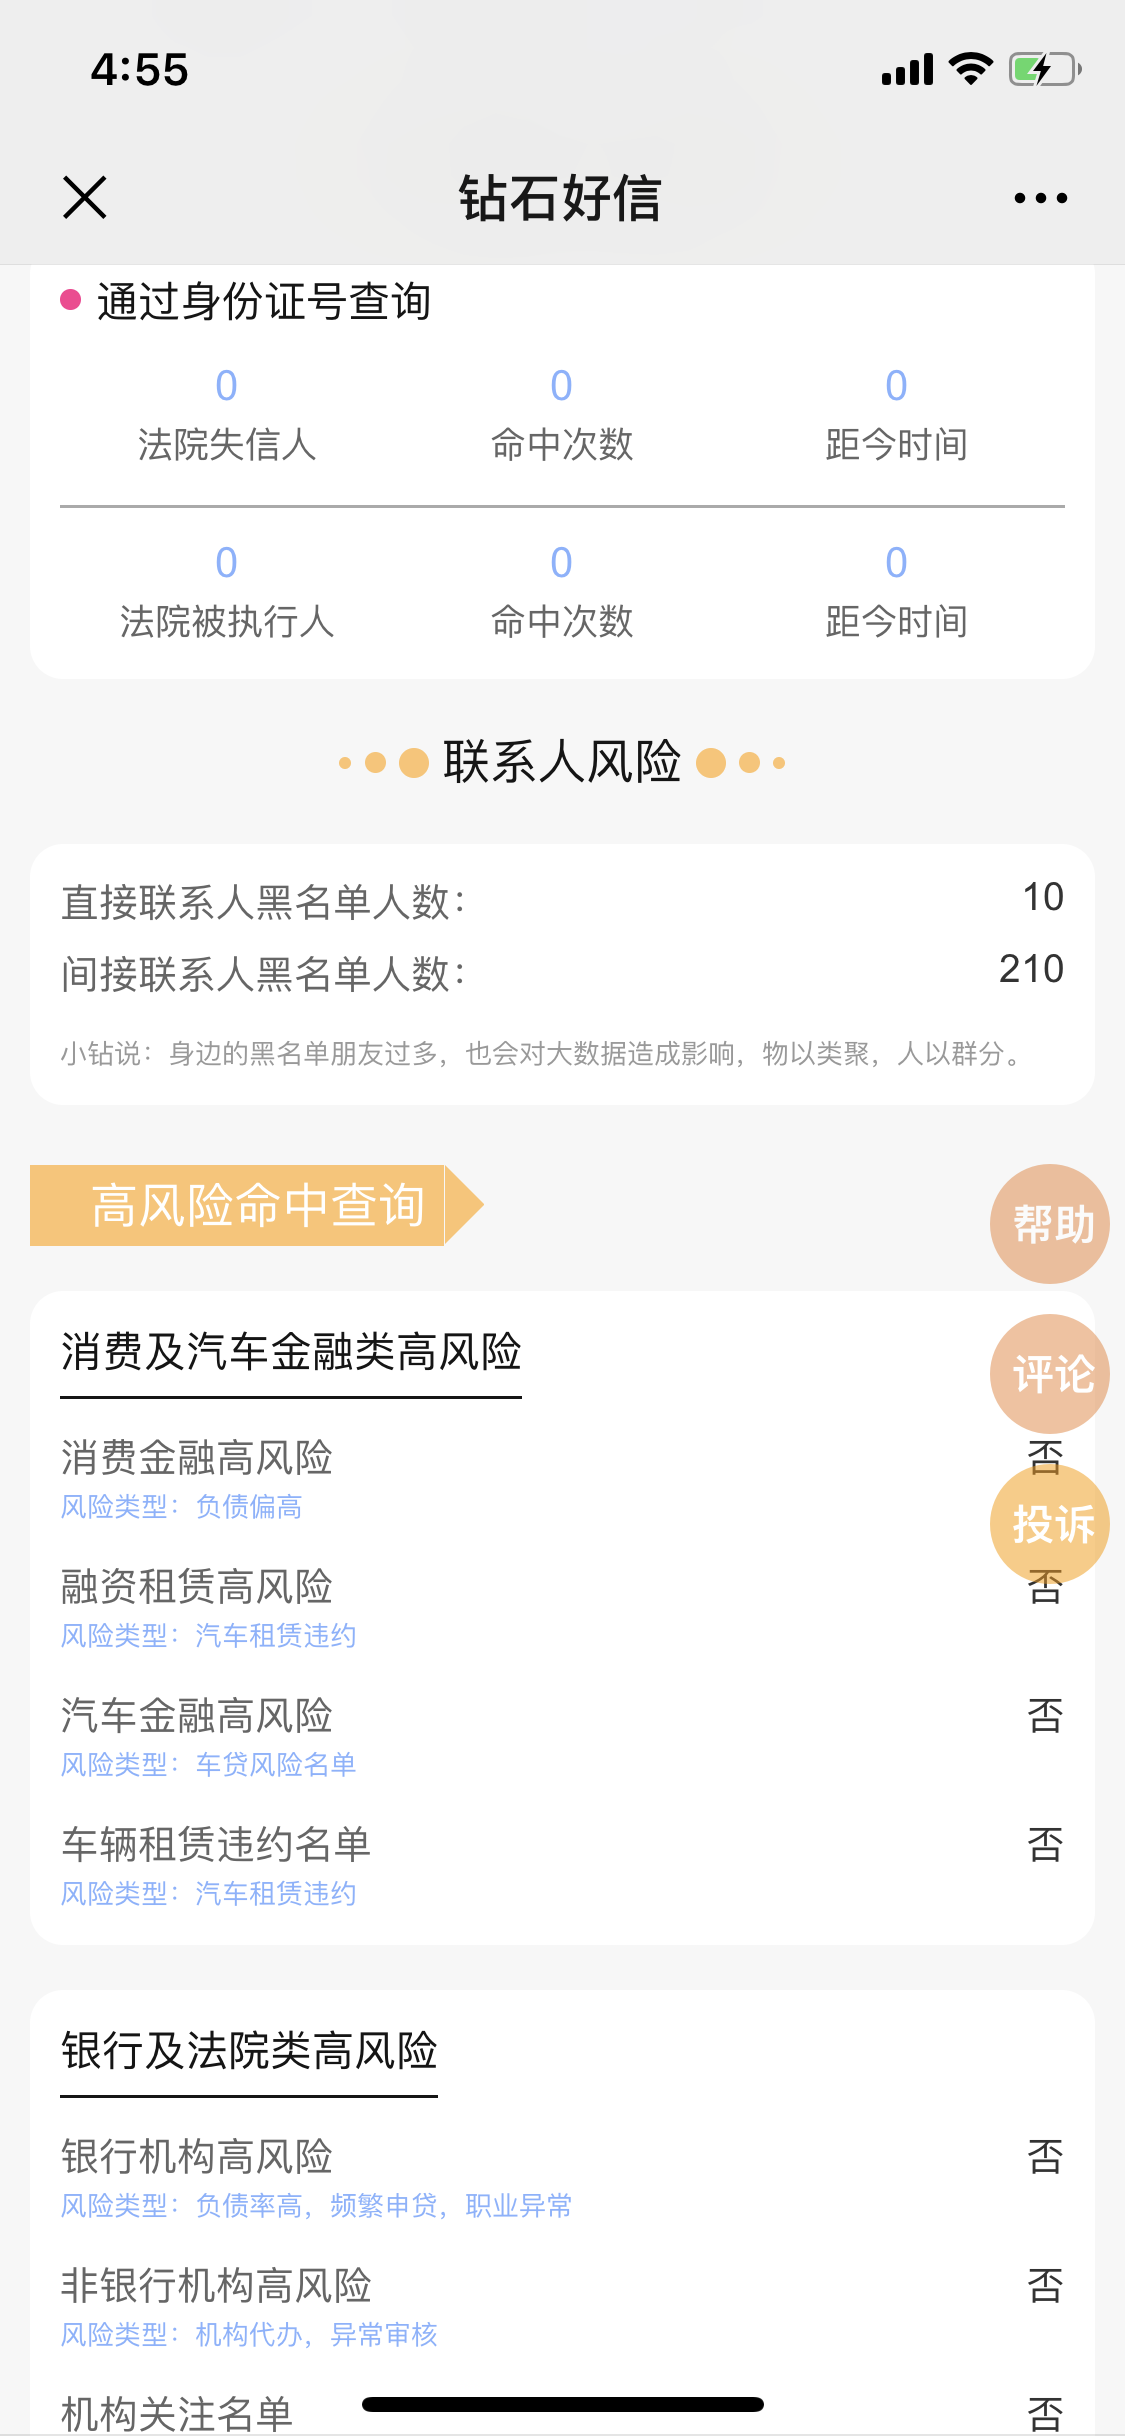 4:55
钻石好信
通过身份证号查询
0 0 0
法院失信人 命中次数 距今时间
0 0 0
法院被执行人 命中次数 距今时间
联系人风险
直接联系人黑名单人数： 10
间接联系人黑名单人数： 210
小钻说：身边的黑名单朋友过多，也会对大数据造成影响，物以类聚，人以群分。
高风险命中查询
帮助
消费及汽车金融类高风险
评论
消费金融高风险 否
风险类型：负债偏高
投诉
融资租赁高风险 否
风险类型：汽车租赁违约
汽车金融高风险 否
风险类型：车贷风险名单
车辆租赁违约名单 否
风险类型：汽车租赁违约
银行及法院类高风险
银行机构高风险 否
风险类型：负债率高，频繁申贷，职业异常
非银行机构高风险 否
风险类型：机构代办，异常审核
机构关注名单 否